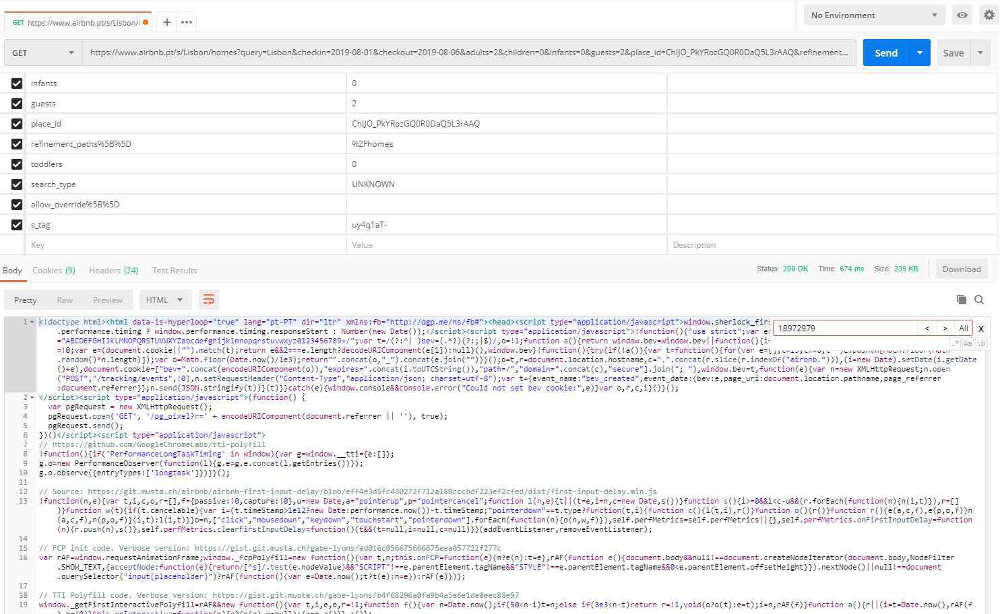 GET https://www.airbnb.pt/s/Lisbon/l
No Environment
GET
https://www.airbnb.pt/s/Lisbon/homes?query=Lisbon&checkin=2019-08-01&checkout=2019-08-06&adults=2&children=0&infants=0&guests=2&place_id=ChIJO_PkYRozGQ0R0DaQ5L3rAAQ&refinement...
Send
Save
infants 0
guests 2
place_id ChIJO_PkYRozGQ0R0DaQ5L3rAAQ
refinement_paths%5B%5D %2Fhomes
toddlers 0
search_type UNKNOWN
allow_override%5B%5D
s_tag uy4q1aT-
Key Value Description
Body Cookies (9) Headers (24) Test Results
Status: 200 OK Time: 674 ms Size: 235 KB
Download
Pretty Raw Preview HTML
18972979 < > All X
.* Aa \b
1 <!doctype html><html data-is-hyperloop="true" lang="pt-PT" dir="ltr" xmlns:fb="http://ogp.me/ns/fb#"><head><script type="application/javascript">window.sherlock_firs
.performance.timing ? window.performance.timing.responseStart : Number(new Date());</script><script type="application/javascript">!function(){"use strict";var e=
="ABCDEFGHIJKLMNOPQRSTUVWXYZabcdefghijklmnopqrstuvwxyz0123456789+/";var t=/(?:^| )bev=(.*?)(?:;|$)/,o=!1;function a(){return window.bev=window.bev||function(){i
=!0;var e=(document.cookie||"").match(t);return e&&2===e.length?decodeURIComponent(e[1]):null}(),window.bev}!function(){try{if(!a()){var t=function(){for(var e=[],
.random()*n.length)]);var o=Math.floor(Date.now()/1e3);return"".concat(o,"_").concat(e.join(""))}();o=t,r=document.location.hostname,c=".".concat(r.slice(r.indexOf("airbnb."))),(i=new Date).setDate(i.getDate
()+e),document.cookie=["bev=".concat(encodeURIComponent(o)),"expires=".concat(i.toUTCString()),"path=/","domain=".concat(c),"secure"].join("; "),window.bev=t,function(e){var n=new XMLHttpRequest;n.open
("POST","/tracking/events",!0),n.setRequestHeader("Content-Type","application/json; charset=utf-8");var t={event_name:"bev_created",event_data:{bev:e,page_uri:document.location.pathname,page_referrer
:document.referrer}};n.send(JSON.stringify(t))}(t)}}catch(e){window.console&&console.error("Could not set bev cookie:",e)}var o,r,c,i}()}();
2 </script><script type="application/javascript">(function() {
3 var pgRequest = new XMLHttpRequest();
4 pgRequest.open('GET', '/pg_pixel?r=' + encodeURIComponent(document.referrer || ''), true);
5 pgRequest.send();
6 })()</script><script type="application/javascript">
7 // https://github.com/GoogleChromeLabs/tti-polyfill
8 !function(){if('PerformanceLongTaskTiming' in window){var g=window.__tti={e:[]};
9 g.o=new PerformanceObserver(function(l){g.e=g.e.concat(l.getEntries())});
10 g.o.observe({entryTypes:['longtask']})}}();
11
12 // Source: https://git.musta.ch/airbnb/airbnb-first-input-delay/blob/eff4e3d5fc430272f712a188cccbdf223ef2cfed/dist/first-input-delay.min.js
13 !function(n,e){var t,i,c,o,r=[],f={passive:!0,capture:!0},u=new Date,a="pointerup",p="pointercancel";function l(n,e){t||(t=e,i=n,c=new Date,s())}function s(){i>=0&&i<c-u&&(r.forEach(function(n){n(i,t)}),r=[]
)}function w(t){if(t.cancelable){var i=(t.timeStamp>1e12?new Date:performance.now())-t.timeStamp;"pointerdown"==t.type?function(t,i){function c(){l(t,i),r()}function o(){r()}function r(){e(a,c,f),e(p,o,f)}n
(a,c,f),n(p,o,f)}(i,t):l(i,t)}}o=n,["click","mousedown","keydown","touchstart","pointerdown"].forEach(function(n){o(n,w,f)}),self.perfMetrics=self.perfMetrics||{},self.perfMetrics.onFirstInputDelay=function
(n){r.push(n),s()},self.perfMetrics.clearFirstInputDelay=function(){t&&(t=null,i=null,c=null)}}(addEventListener,removeEventListener);
14
15 // FCP init code. Verbose version: https://gist.git.musta.ch/gabe-lyons/ad016c056675666875eea057722f277c
16 var rAF=window.requestAnimationFrame;window._fcpPolyfill=new function(){var t,n;this.onFCP=function(e){n?e(n):t=e},rAF(function e(){document.body&&null!==document.createNodeIterator(document.body,NodeFilter
.SHOW_TEXT,{acceptNode:function(e){return/[^s]/.test(e.nodeValue)&&"SCRIPT"!==e.parentElement.tagName&&"STYLE"!==e.parentElement.tagName&&0<e.parentElement.offsetHeight}}).nextNode()||null!==document
.querySelector("input[placeholder]")?rAF(function(){var e=Date.now();t?t(e):n=e}):rAF(e)})};
17
18 // TTI Polyfill code. Verbose version: https://gist.git.musta.ch/gabe-lyons/b4f68296a0fa9b4a5a6e1de0eec88e97
19 window._getFirstInteractivePolyfill=rAF&&new function(){var t,i,e,o,r=!1;function f(){var n=Date.now();if(50<n-i)t=n;else if(3e3<n-t)return r=!1,void(o?o(t):e=t);i=n,rAF(f)}function a(){r||(i=t=Date.now(),rAF(f